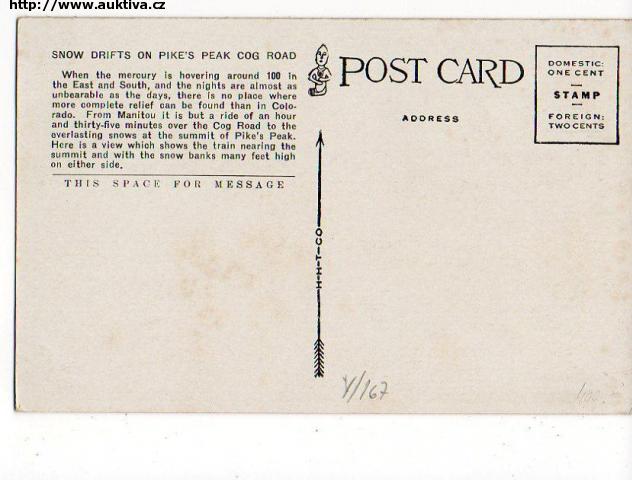 http://www.auktiva.cz
SNOW DRIFTS ON PIKE'S PEAK COG ROAD
When the mercury is hovering around 100 in
the East and South, and the nights are almost as
unbearable as the days, there is no place where
more complete relief can be found than in Colo-
rado. From Manitou it is but a ride of an hour
and thirty-five minutes over the Cog Road to the
everlasting snows at the summit of Pike's Peak.
Here is a view which shows the train nearing the
summit and with the snow banks many feet high
on either side.
THIS SPACE FOR MESSAGE
H-H-T-CO
POST CARD
ADDRESS
DOMESTIC:
ONE CENT
STAMP
FOREIGN:
TWO CENTS
V/167